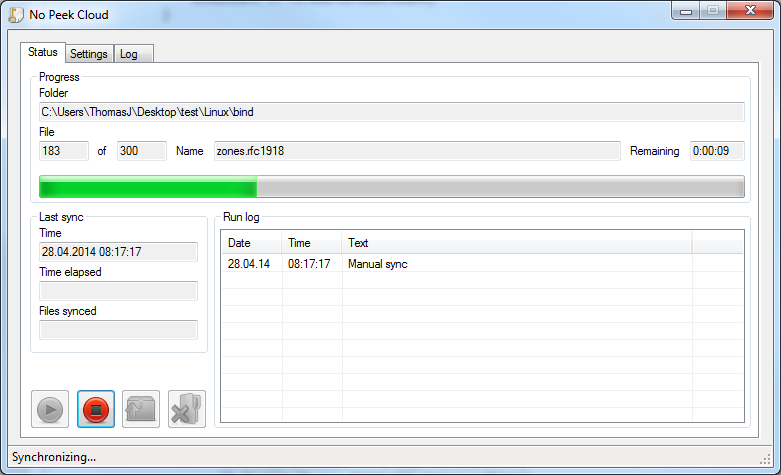 No Peek Cloud
Status Settings Log
Progress
Folder
C:\Users\ThomasJ\Desktop\test\Linux\bind
File
183 of 300 Name zones.rfc1918 Remaining 0:00:09
Last sync
Time
28.04.2014 08:17:17
Time elapsed
Files synced
Run log
Date Time Text
28.04.14 08:17:17 Manual sync
Synchronizing...